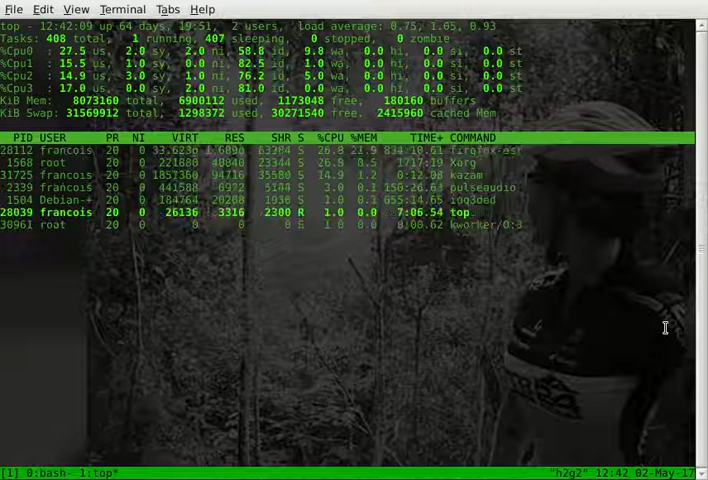 File Edit View Terminal Tabs Help
top - 12:42:09 up 64 days, 19:51, 2 users, load average: 0.75, 1.05, 0.93
Tasks: 408 total, 1 running, 407 sleeping, 0 stopped, 0 zombie
%Cpu0 : 27.5 us, 2.0 sy, 2.0 ni, 58.8 id, 9.8 wa, 0.0 hi, 0.0 si, 0.0 st
%Cpu1 : 15.5 us, 1.0 sy, 0.0 ni, 82.5 id, 1.0 wa, 0.0 hi, 0.0 si, 0.0 st
%Cpu2 : 14.9 us, 3.0 sy, 1.0 ni, 76.2 id, 5.0 wa, 0.0 hi, 0.0 si, 0.0 st
%Cpu3 : 17.0 us, 0.0 sy, 2.0 ni, 81.0 id, 0.0 wa, 0.0 hi, 0.0 si, 0.0 st
KiB Mem: 8073160 total, 6900112 used, 1173048 free, 180160 buffers
KiB Swap: 31569912 total, 1298372 used, 30271540 free. 2415960 cached Mem
PID USER PR NI VIRT RES SHR S %CPU %MEM TIME+ COMMAND
28112 francois 20 0 S 26.8 21.9 firefox-esr
1568 root 20 0 221880 40040 23344 S 26.8 0.5 1717:19 Xorg
31725 francois 20 0 1857360 94716 35580 S 14.9 1.2 0:12.08 kazam
2339 francois 20 0 441588 6972 5144 S 3.0 0.1 150:26.63 pulseaudio
1504 Debian-+ 20 0 184764 20208 1936 S 1.0 0.1 655:14.65
28039 francois 20 0 26136 3316 2300 R 1.0 0.0 7:06.54 top
30961 root 20 0 0 0 0 S 1.0 0.0 0:00.62 kworker/0:3
[1] 0:bash- 1:top* "h2g2" 12:42 02-May-17